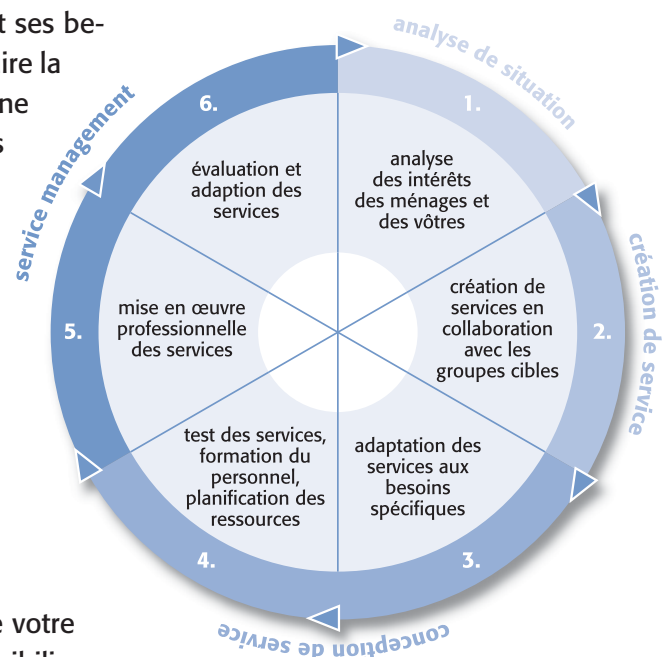 t ses be-
ire la
ne
s
analyse de situation
1.
analyse
des intérêts
des ménages et
des vôtres
création de service
2.
création de
services en
collaboration
avec les
groupes cibles
3.
adaptation des
services aux
besoins
spécifiques
conception de service
4.
test des services,
formation du
personnel,
planification des
ressources
service management
5.
mise en œuvre
professionnelle
des services
6.
évaluation et
adaption des
services
e votre